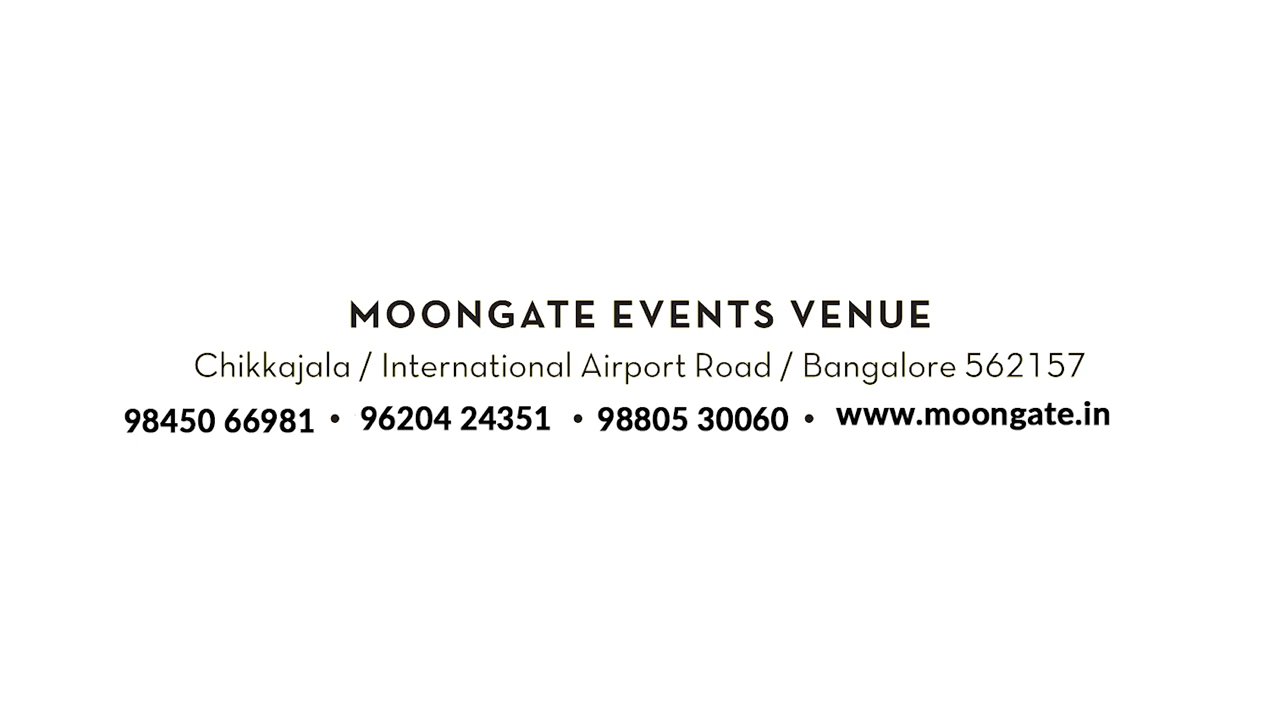 MOONGATE EVENTS VENUE
Chikkajala / International Airport Road / Bangalore 562157
98450 66981 • 96204 24351 • 98805 30060 • www.moongate.in